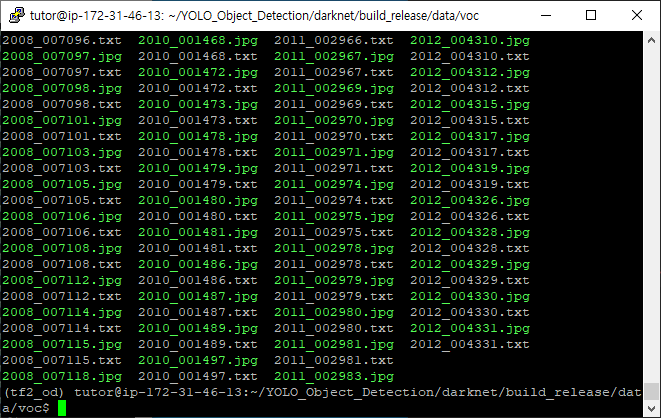 tutor@ip-172-31-46-13: ~/YOLO_Object_Detection/darknet/build_release/data/voc
2008_007096.txt 2010_001468.jpg 2011_002966.txt 2012_004310.jpg
2008_007097.jpg 2010_001468.txt 2011_002967.jpg 2012_004310.txt
2008_007097.txt 2010_001472.jpg 2011_002967.txt 2012_004312.jpg
2008_007098.jpg 2010_001472.txt 2011_002969.jpg 2012_004312.txt
2008_007098.txt 2010_001473.jpg 2011_002969.txt 2012_004315.jpg
2008_007101.jpg 2010_001473.txt 2011_002970.jpg 2012_004315.txt
2008_007101.txt 2010_001478.jpg 2011_002970.txt 2012_004317.jpg
2008_007103.jpg 2010_001478.txt 2011_002971.jpg 2012_004317.txt
2008_007103.txt 2010_001479.jpg 2011_002971.txt 2012_004319.jpg
2008_007105.jpg 2010_001479.txt 2011_002974.jpg 2012_004319.txt
2008_007105.txt 2010_001480.jpg 2011_002974.txt 2012_004326.jpg
2008_007106.jpg 2010_001480.txt 2011_002975.jpg 2012_004326.txt
2008_007106.txt 2010_001481.jpg 2011_002975.txt 2012_004328.jpg
2008_007108.jpg 2010_001481.txt 2011_002978.jpg 2012_004328.txt
2008_007108.txt 2010_001486.jpg 2011_002978.txt 2012_004329.jpg
2008_007112.jpg 2010_001486.txt 2011_002979.jpg 2012_004329.txt
2008_007112.txt 2010_001487.jpg 2011_002979.txt 2012_004330.jpg
2008_007114.jpg 2010_001487.txt 2011_002980.jpg 2012_004330.txt
2008_007114.txt 2010_001489.jpg 2011_002980.txt 2012_004331.jpg
2008_007115.jpg 2010_001489.txt 2011_002981.jpg 2012_004331.txt
2008_007115.txt 2010_001497.jpg 2011_002981.txt
2008_007118.jpg 2010_001497.txt 2011_002983.jpg
(tf2_od) tutor@ip-172-31-46-13:~/YOLO_Object_Detection/darknet/build_release/dat
a/voc$